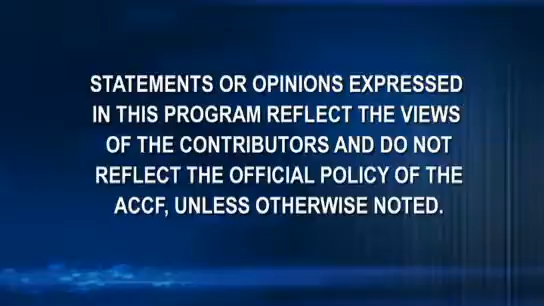 STATEMENTS OR OPINIONS EXPRESSED
IN THIS PROGRAM REFLECT THE VIEWS
OF THE CONTRIBUTORS AND DO NOT
REFLECT THE OFFICIAL POLICY OF THE
ACCF, UNLESS OTHERWISE NOTED.